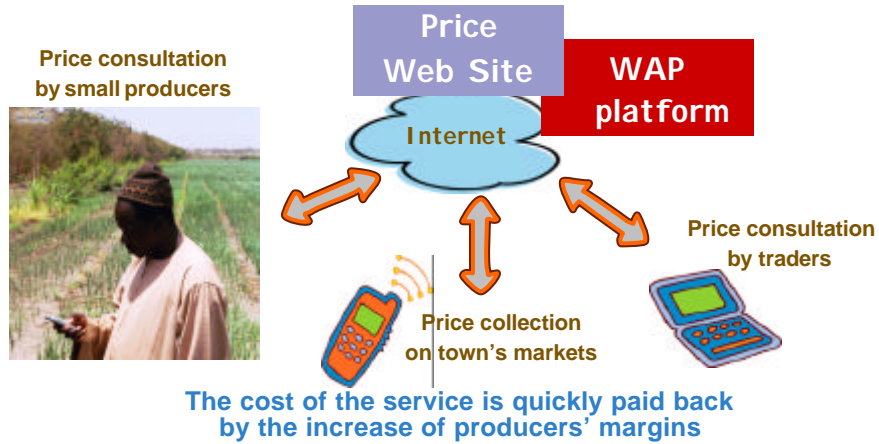 Price
Web Site
WAP
platform
Price consultation
by small producers
Internet
Price consultation
by traders
Price collection
on town's markets
The cost of the service is quickly paid back
by the increase of producers’ margins